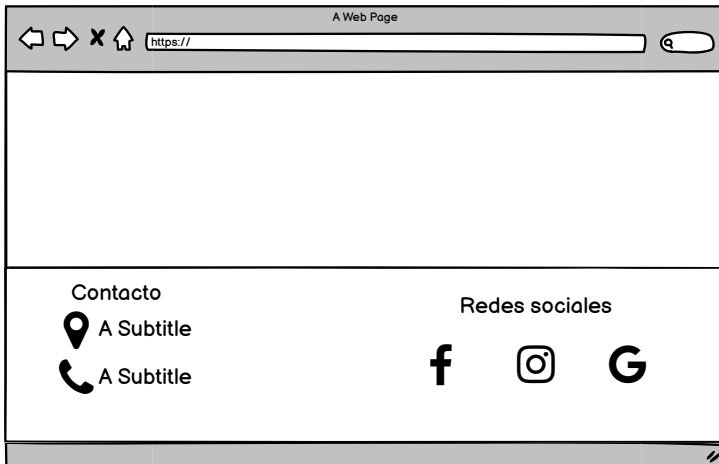 A Web Page
https://
Contacto
A Subtitle
A Subtitle
Redes sociales